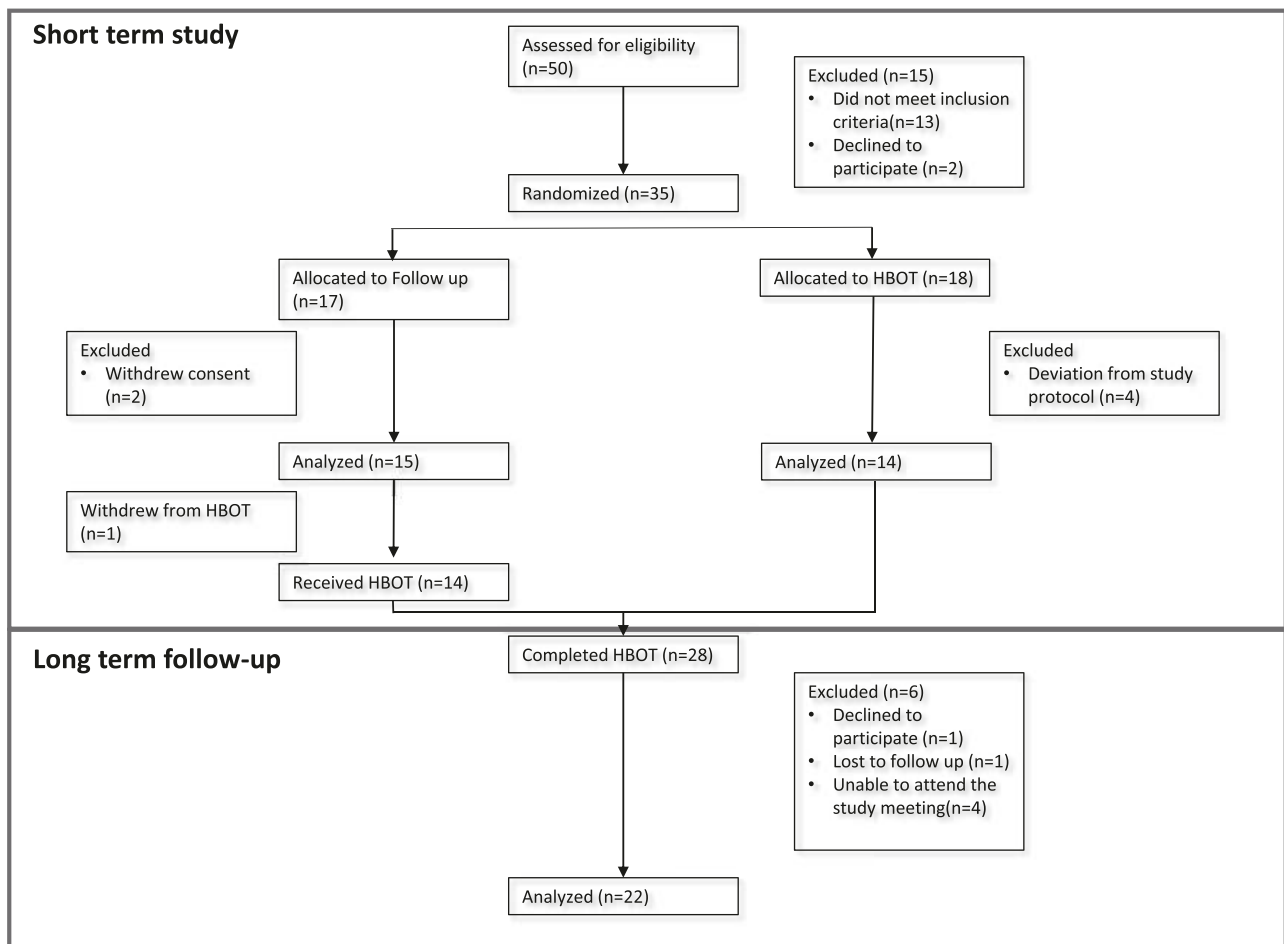 Short term study
Assessed for eligibility
(n=50)
Excluded (n=15)
• Did not meet inclusion
criteria(n=13)
• Declined to
participate (n=2)
Randomized (n=35)
Allocated to Follow up
(n=17)
Allocated to HBOT (n=18)
Excluded
• Withdrew consent
(n=2)
Excluded
• Deviation from study
protocol (n=4)
Analyzed (n=15)
Analyzed (n=14)
Withdrew from HBOT
(n=1)
Received HBOT (n=14)
Long term follow-up
Completed HBOT (n=28)
Excluded (n=6)
• Declined to
participate (n=1)
• Lost to follow up (n=1)
• Unable to attend the
study meeting(n=4)
Analyzed (n=22)